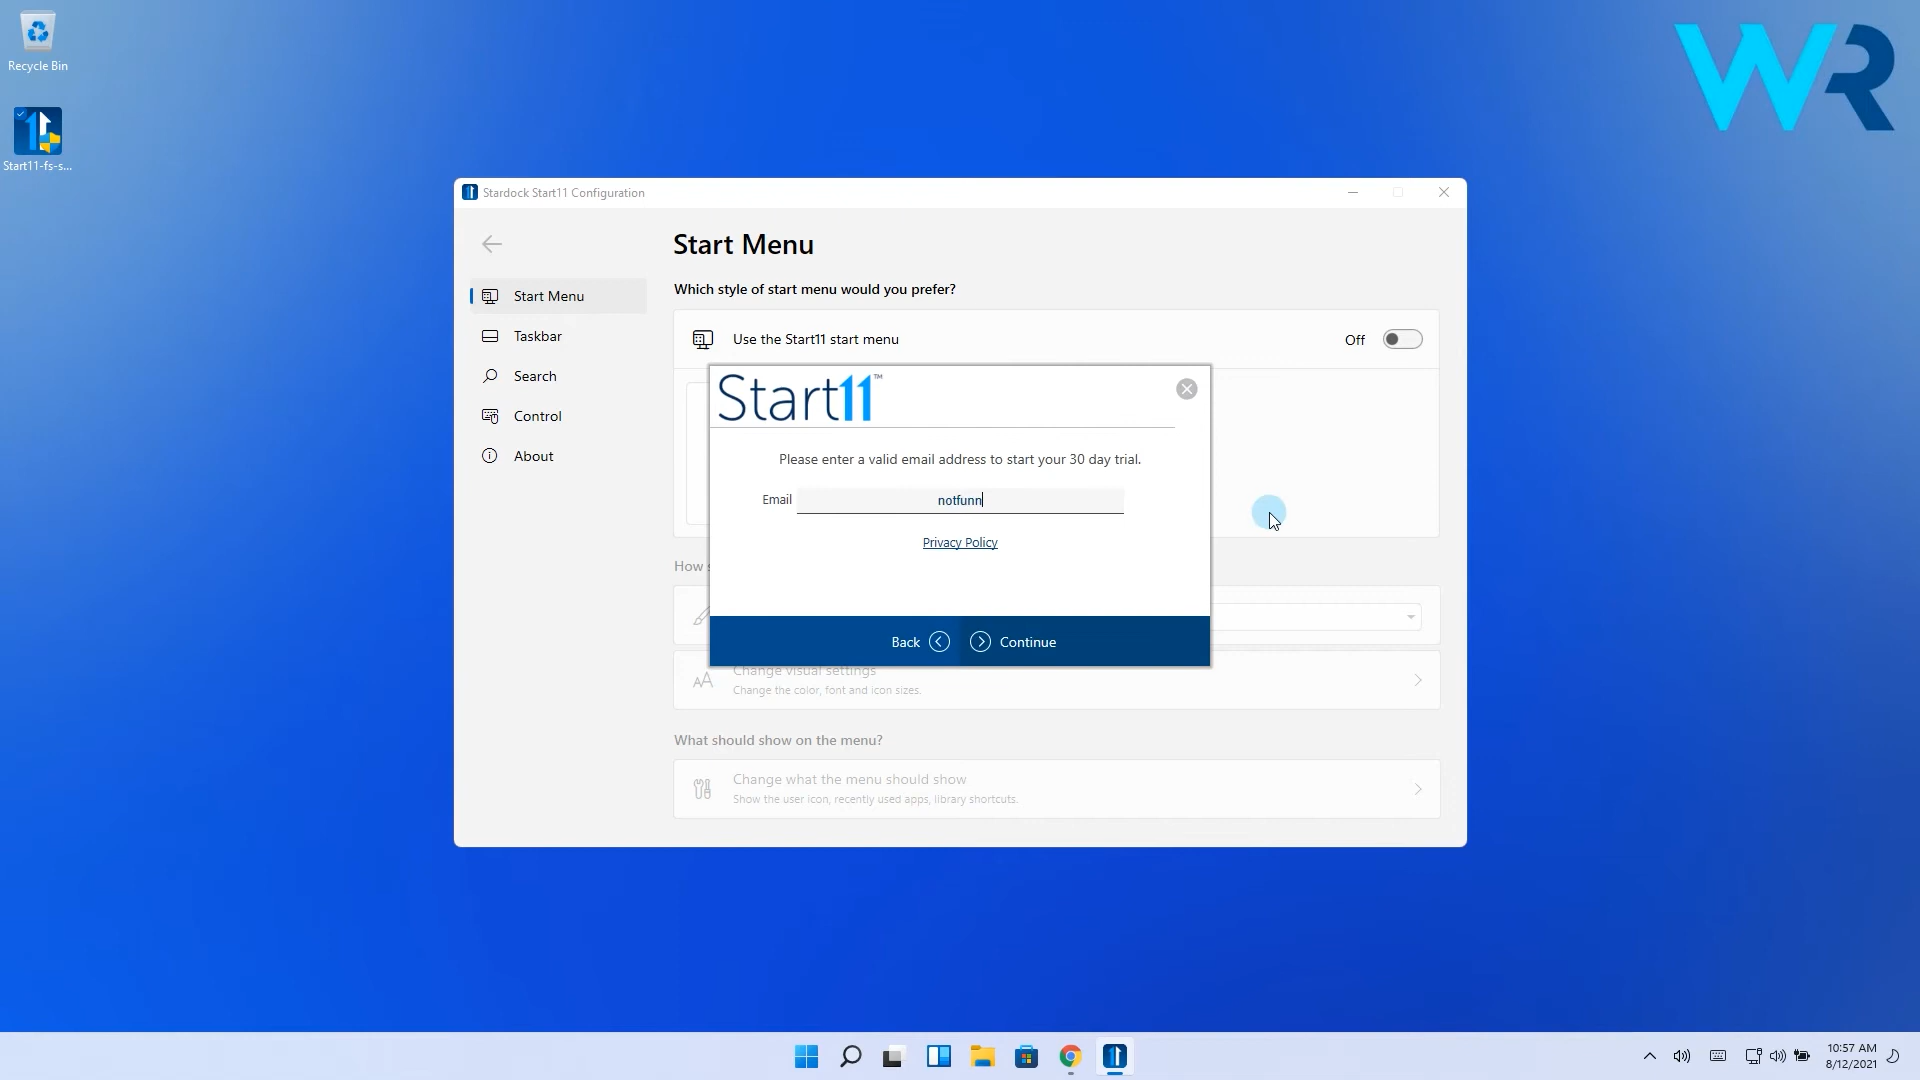 Recycle Bin
WR
Start11-fs-s...
Stardock Start11 Configuration
Start Menu
Which style of start menu would you prefer?
Start Menu
Taskbar
Search
Control
About
Use the Start11 start menu
Off
Start11™
Please enter a valid email address to start your 30 day trial.
Email
notfunn
Privacy Policy
How
Back
Continue
Change visual settings
AA
Change the color, font and icon sizes.
What should show on the menu?
Change what the menu should show
Show the user icon, recently used apps, library shortcuts.
10:57 AM
8/12/2021